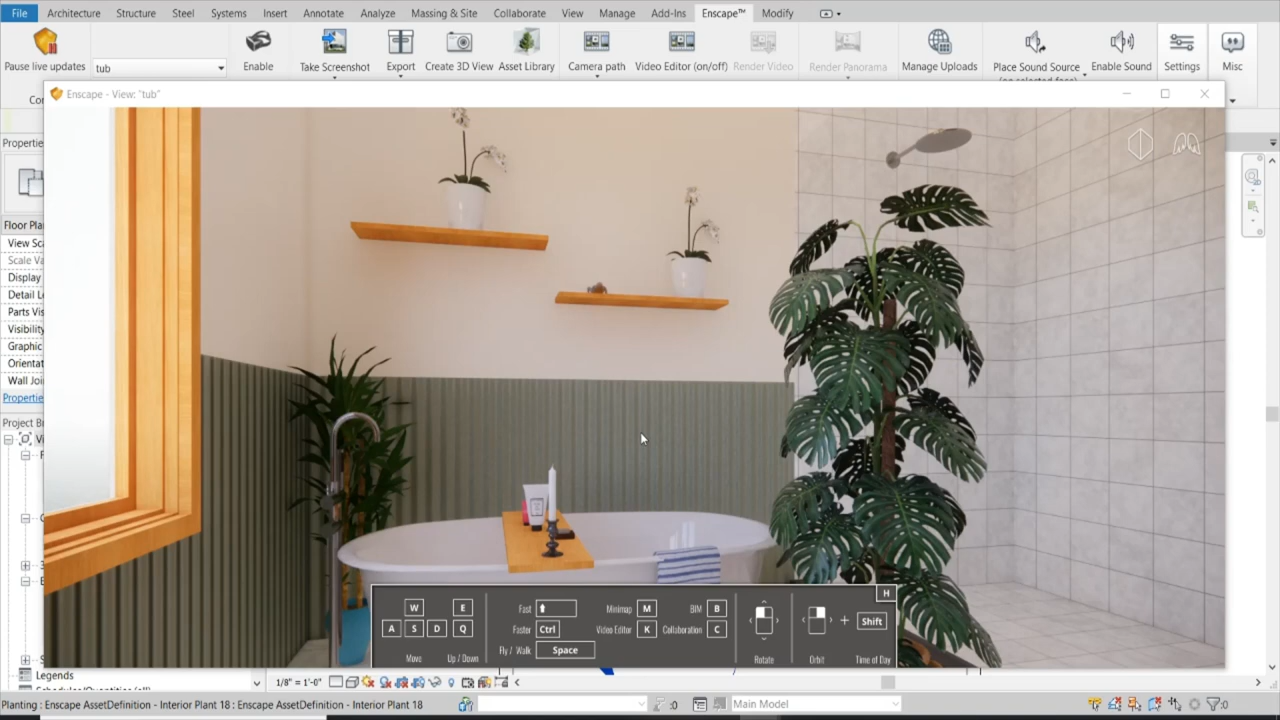 File Architecture Structure Steel Systems Insert Annotate Analyze Massing & Site Collaborate View Manage Add-Ins Enscape™ Modify
Pause live updates
tub
Enable
Take Screenshot
Export
Create 3D View
Asset Library
Camera path
Video Editor (on/off)
Render Video
Render Panorama
Manage Uploads
Place Sound Source
Enable Sound
Settings
Misc
Enscape - View: "tub"
Properties
Floor Pla
View Sca
Scale Va
Display
Detail Le
Parts Vis
Visibility
Graphic
Orientat
Wall Joi
Propertie
Project Br
H
W E
A S D Q
Move Up / Down
Fast
Faster Ctrl
Fly / Walk Space
Minimap M
Video Editor K
BIM B
Collaboration C
Rotate
Orbit
+ Shift
Time of Day
Legends
1/8" = 1'-0"
Planting : Enscape AssetDefinition - Interior Plant 18 : Enscape AssetDefinition - Interior Plant 18
:0
Main Model
:0